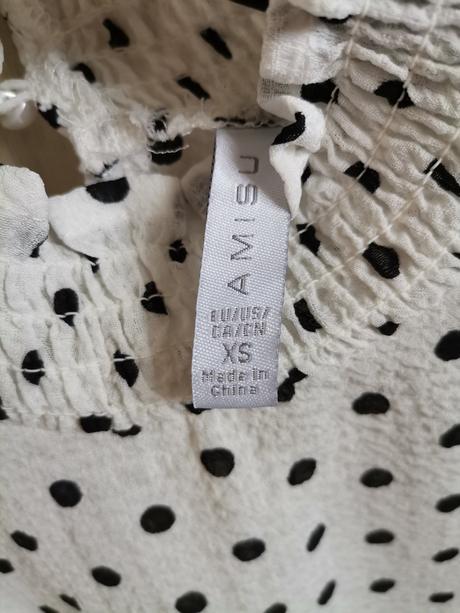 AMISU
EU/US/
CA/CN
XS
Made in
China